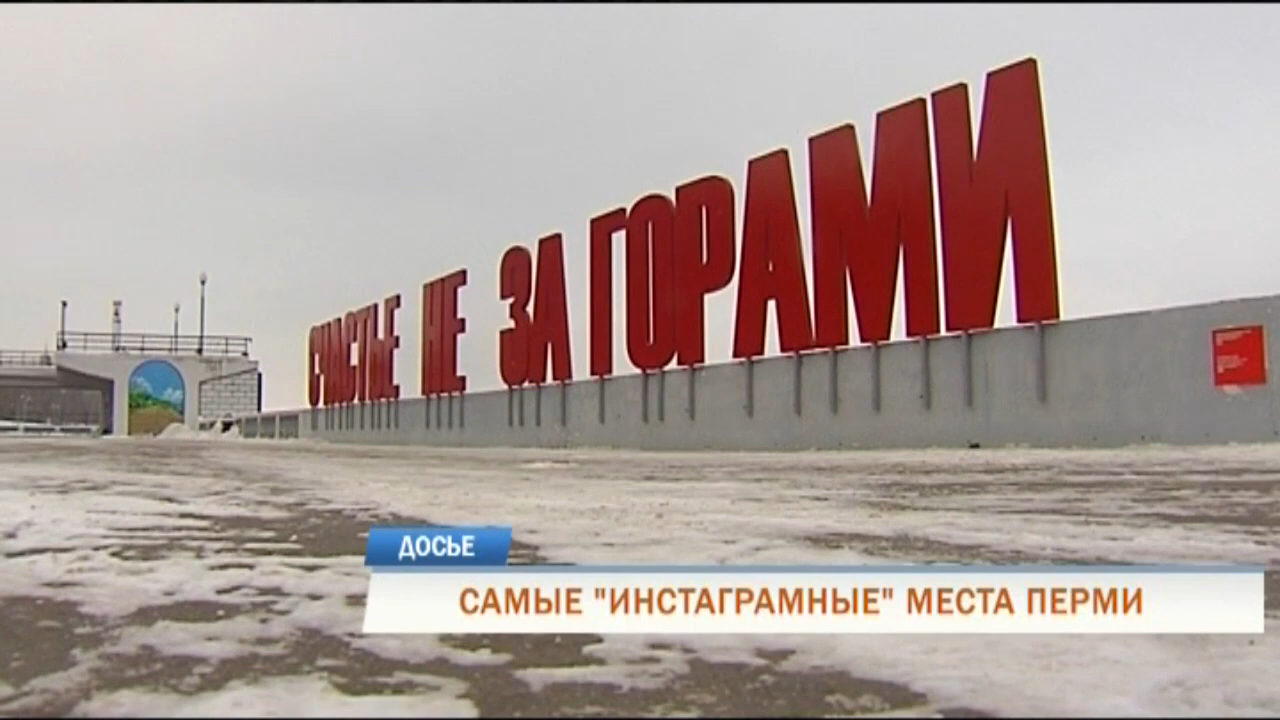 СЧАСТЬЕ НЕ ЗА ГОРАМИ
ДОСЬЕ
САМЫЕ "ИНСТАГРАМНЫЕ" МЕСТА ПЕРМИ